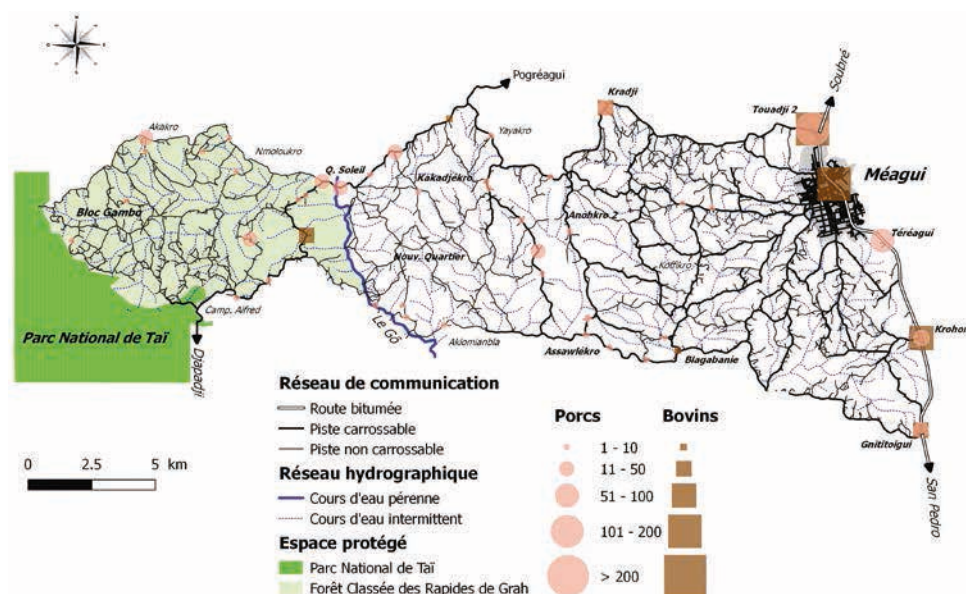 Pogréagui
Soubré
Kradji
Touadji 2
Akakro
Yayakro
Nmoloukro
Q. Soleil
Kakadjékro
Méagui
Bloc Gambo
Anohkro 2
Téréagui
Nouv. Quartier
Koffikro
Camp. Alfred
Le Gô
Parc National de Taï
Djapadji
Akiomianbla
Assawlékro
Blagabanie
Krohon
Gnititoigui
San Pedro
Réseau de communication
Route bitumée
Piste carrossable
Piste non carrossable
Réseau hydrographique
Cours d'eau pérenne
Cours d'eau intermittent
Espace protégé
Parc National de Taï
Forêt Classée des Rapides de Grah
Porcs Bovins
1 - 10
11 - 50
51 - 100
101 - 200
> 200
0 2.5 5 km